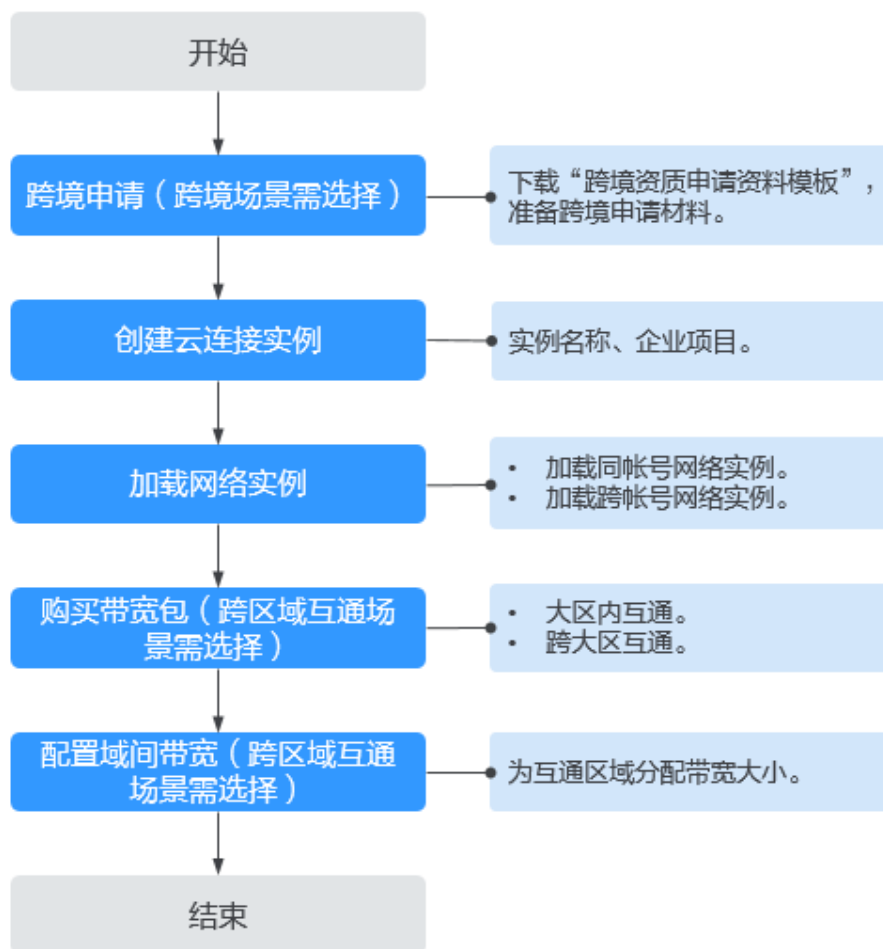 开始
跨境申请（跨境场景需选择）
下载“跨境资质申请资料模板”，
准备跨境申请材料。
创建云连接实例
实例名称、企业项目。
加载网络实例
• 加载同帐号网络实例。
• 加载跨帐号网络实例。
购买带宽包（跨区域互通场
景需选择）
• 大区内互通。
• 跨大区互通。
配置域间带宽（跨区域互通
场景需选择）
为互通区域分配带宽大小。
结束